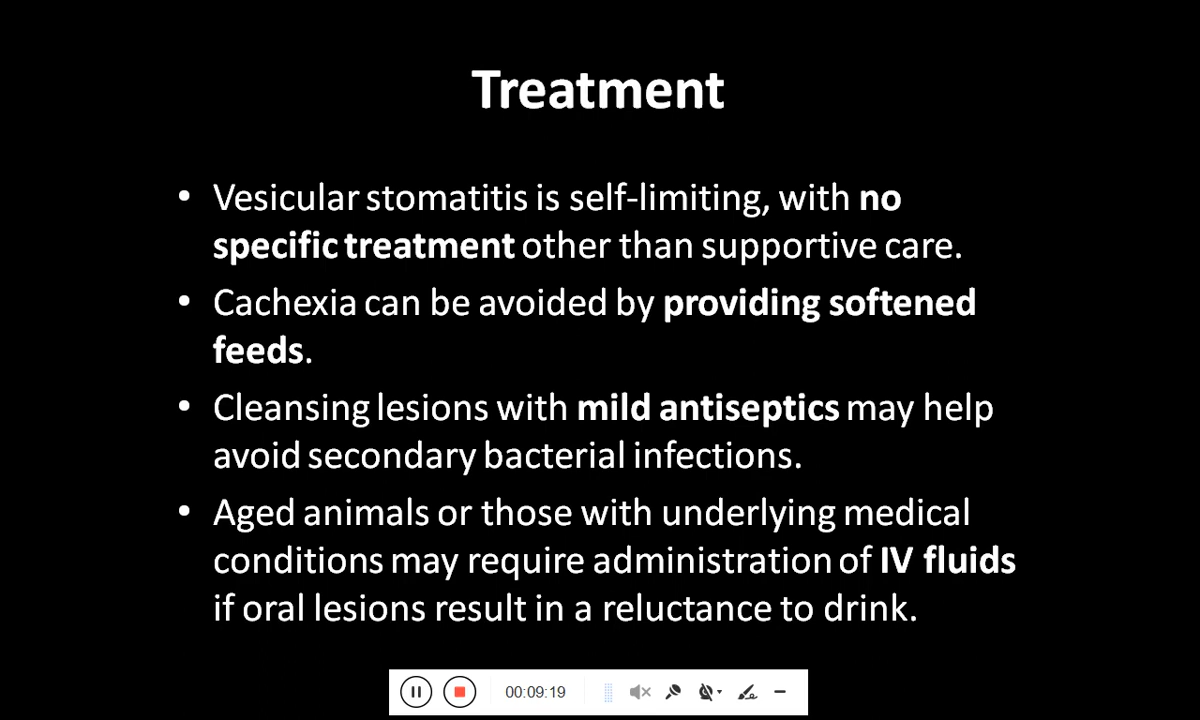 Treatment
• Vesicular stomatitis is self-limiting, with no
specific treatment other than supportive care.
• Cachexia can be avoided by providing softened
feeds.
• Cleansing lesions with mild antiseptics may help
avoid secondary bacterial infections.
• Aged animals or those with underlying medical
conditions may require administration of IV fluids
if oral lesions result in a reluctance to drink.
00:09:19